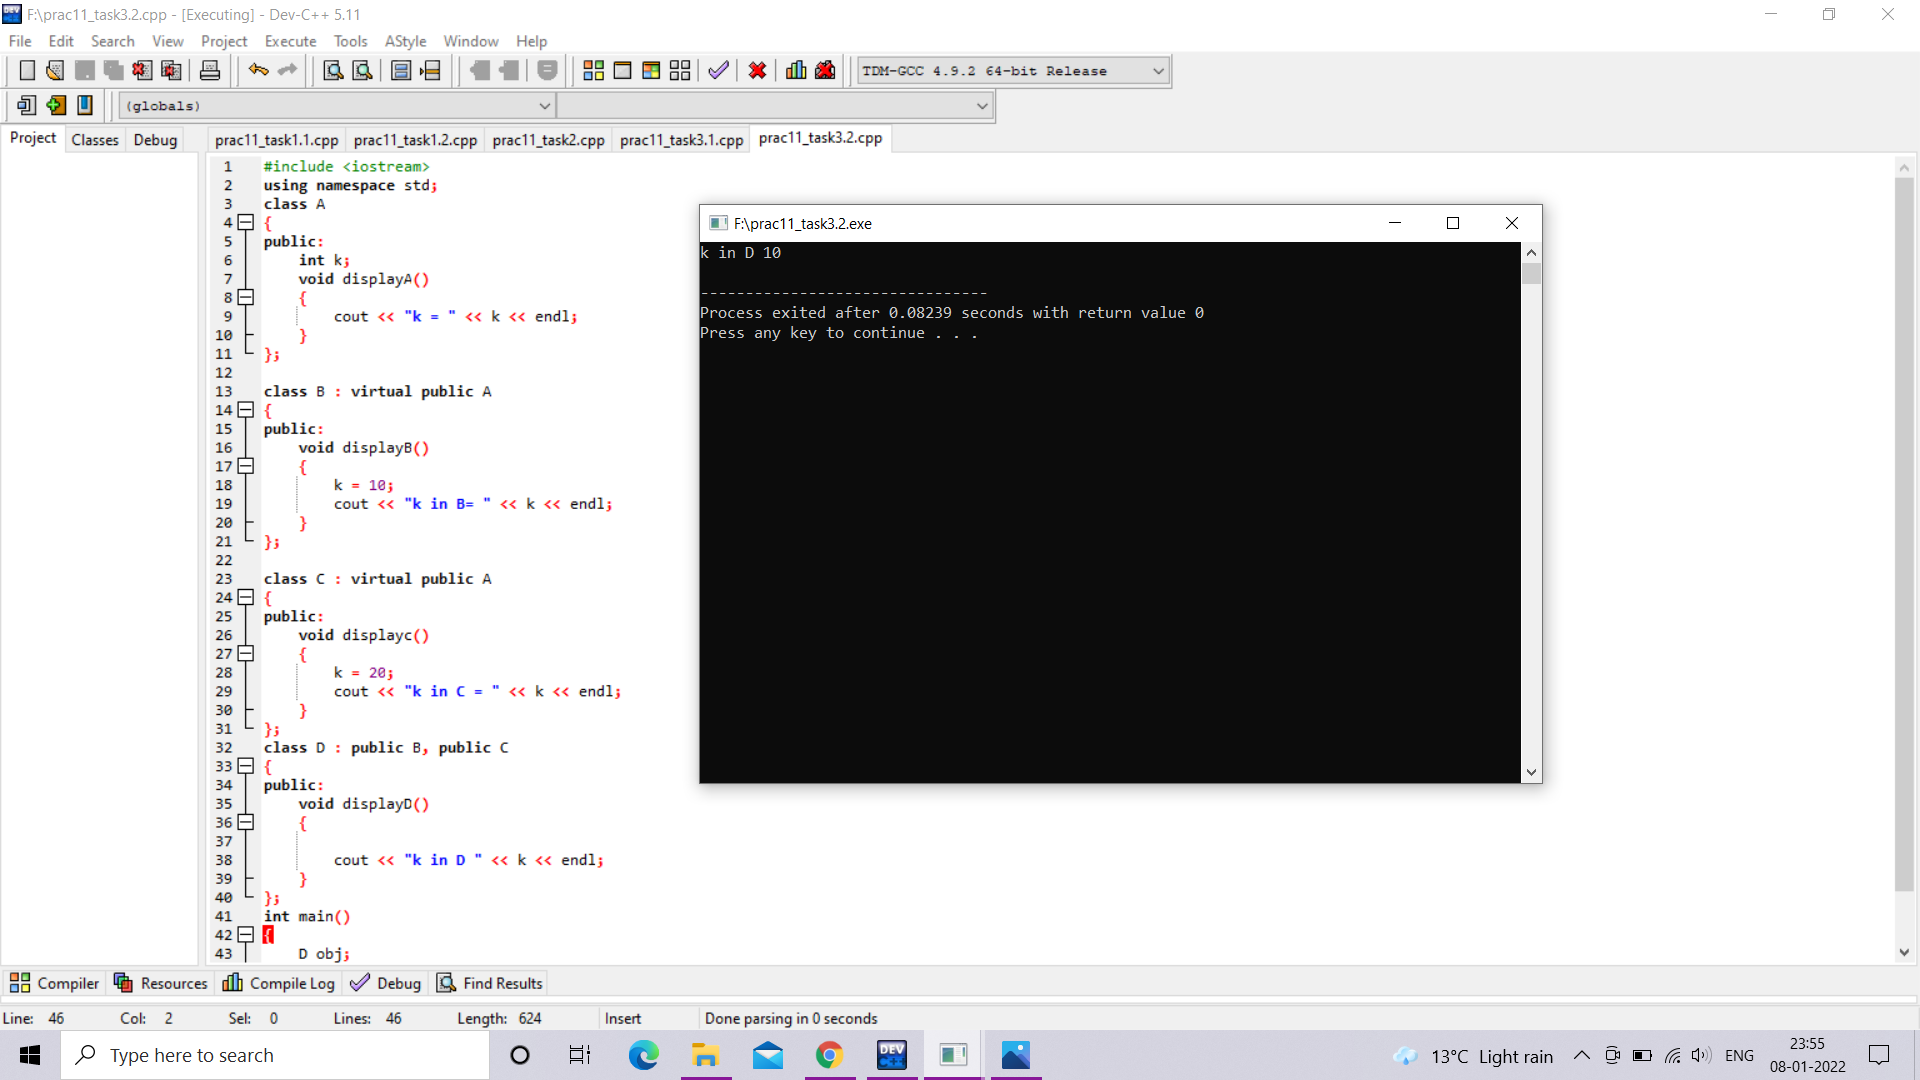 F:\prac11_task3.2.cpp - [Executing] - Dev-C++ 5.11
File Edit Search View Project Execute Tools AStyle Window Help
TDM-GCC 4.9.2 64-bit Release
(globals)
Project Classes Debug
prac11_task1.1.cpp prac11_task1.2.cpp prac11_task2.cpp prac11_task3.1.cpp prac11_task3.2.cpp
1 #include <iostream>
2 using namespace std;
3 class A
4 {
5 public:
6 int k;
7 void displayA()
8 {
9 cout << "k = " << k << endl;
10 }
11 };
12
13 class B : virtual public A
14 {
15 public:
16 void displayB()
17 {
18 k = 10;
19 cout << "k in B= " << k << endl;
20 }
21 };
22
23 class C : virtual public A
24 {
25 public:
26 void displayc()
27 {
28 k = 20;
29 cout << "k in C = " << k << endl;
30 }
31 };
32 class D : public B, public C
33 {
34 public:
35 void displayD()
36 {
37
38 cout << "k in D " << k << endl;
39 }
40 };
41 int main()
42 {
43 D obj;
F:\prac11_task3.2.exe
k in D 10
--------------------------------
Process exited after 0.08239 seconds with return value 0
Press any key to continue . . .
Compiler Resources Compile Log Debug Find Results
Line: 46 Col: 2 Sel: 0 Lines: 46 Length: 624 Insert Done parsing in 0 seconds
Type here to search
DEV C++
13°C Light rain
ENG
23:55
08-01-2022